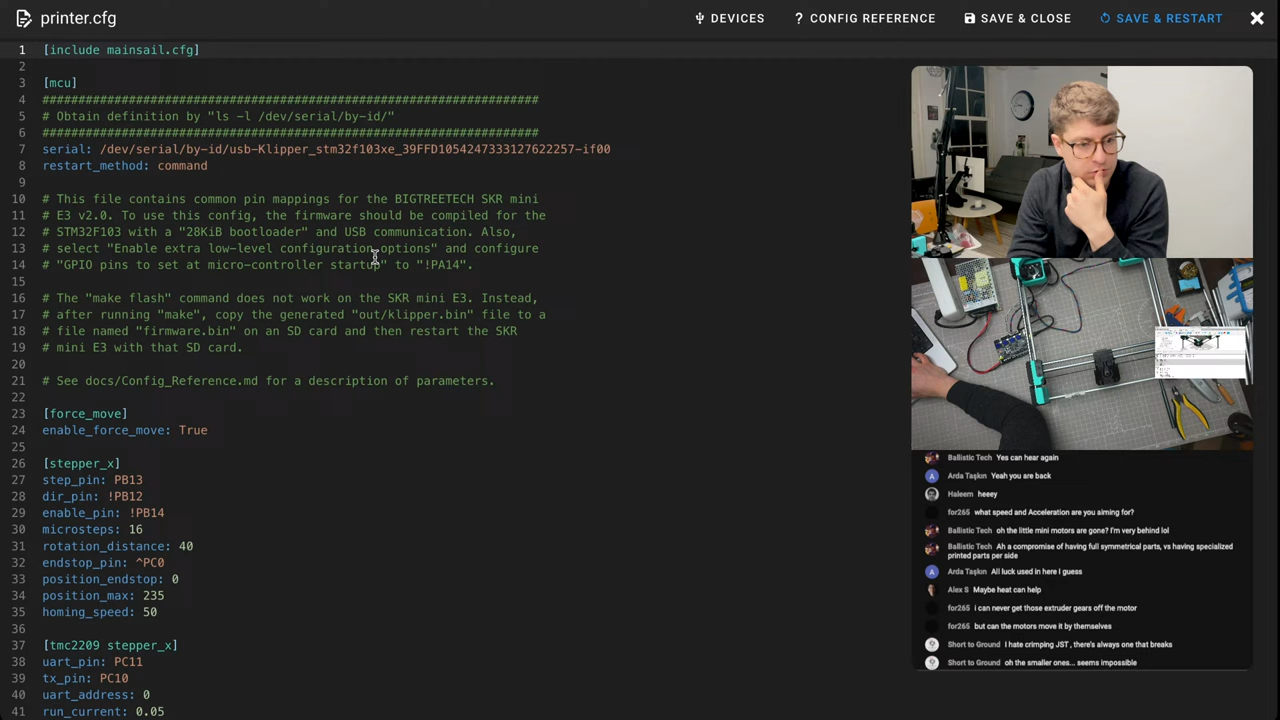 printer.cfg
DEVICES
? CONFIG REFERENCE
SAVE & CLOSE
SAVE & RESTART
1 [include mainsail.cfg]
2
3 [mcu]
4 #####################################################################
5 # Obtain definition by "ls -l /dev/serial/by-id/"
6 #####################################################################
7 serial: /dev/serial/by-id/usb-Klipper_stm32f103xe_39FFD1054247333127622257-if00
8 restart_method: command
9
10 # This file contains common pin mappings for the BIGTREETECH SKR mini
11 # E3 v2.0. To use this config, the firmware should be compiled for the
12 # STM32F103 with a "28KiB bootloader" and USB communication. Also,
13 # select "Enable extra low-level configuration options" and configure
14 # "GPIO pins to set at micro-controller startup" to "!PA14".
15
16 # The "make flash" command does not work on the SKR mini E3. Instead,
17 # after running "make", copy the generated "out/klipper.bin" file to a
18 # file named "firmware.bin" on an SD card and then restart the SKR
19 # mini E3 with that SD card.
20
21 # See docs/Config_Reference.md for a description of parameters.
22
23 [force_move]
24 enable_force_move: True
25
26 [stepper_x]
27 step_pin: PB13
28 dir_pin: !PB12
29 enable_pin: !PB14
30 microsteps: 16
31 rotation_distance: 40
32 endstop_pin: ^PC0
33 position_endstop: 0
34 position_max: 235
35 homing_speed: 50
36
37 [tmc2209 stepper_x]
38 uart_pin: PC11
39 tx_pin: PC10
40 uart_address: 0
41 run_current: 0.05
Ballistic Tech Yes can hear again
A Arda Taşkın Yeah you are back
Haleem heeey
for265 what speed and Acceleration are you aiming for?
Ballistic Tech oh the little mini motors are gone? I'm very behind lol
Ballistic Tech Ah a compromise of having full symmetrical parts, vs having specialized
printed parts per side
A Arda Taşkın All luck used in here I guess
Alex S Maybe heat can help
for265 i can never get those extruder gears off the motor
for265 but can the motors move it by themselves
Short to Ground I hate crimping JST , there's always one that breaks
Short to Ground oh the smaller ones... seems impossible